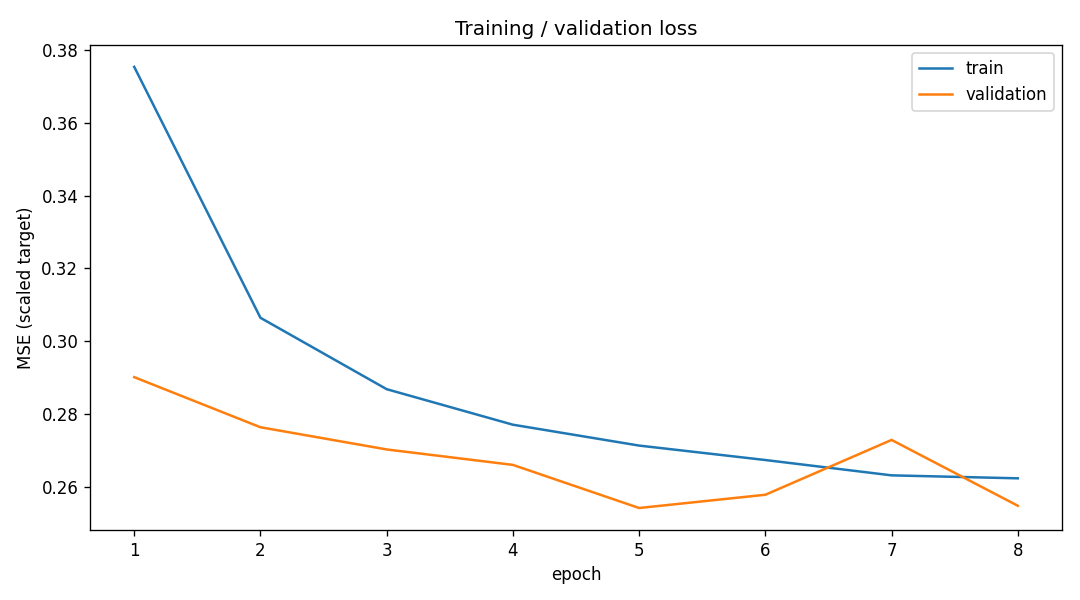 Training / validation loss
train
validation
MSE (scaled target)
0.38
0.36
0.34
0.32
0.30
0.28
0.26
1 2 3 4 5 6 7 8
epoch